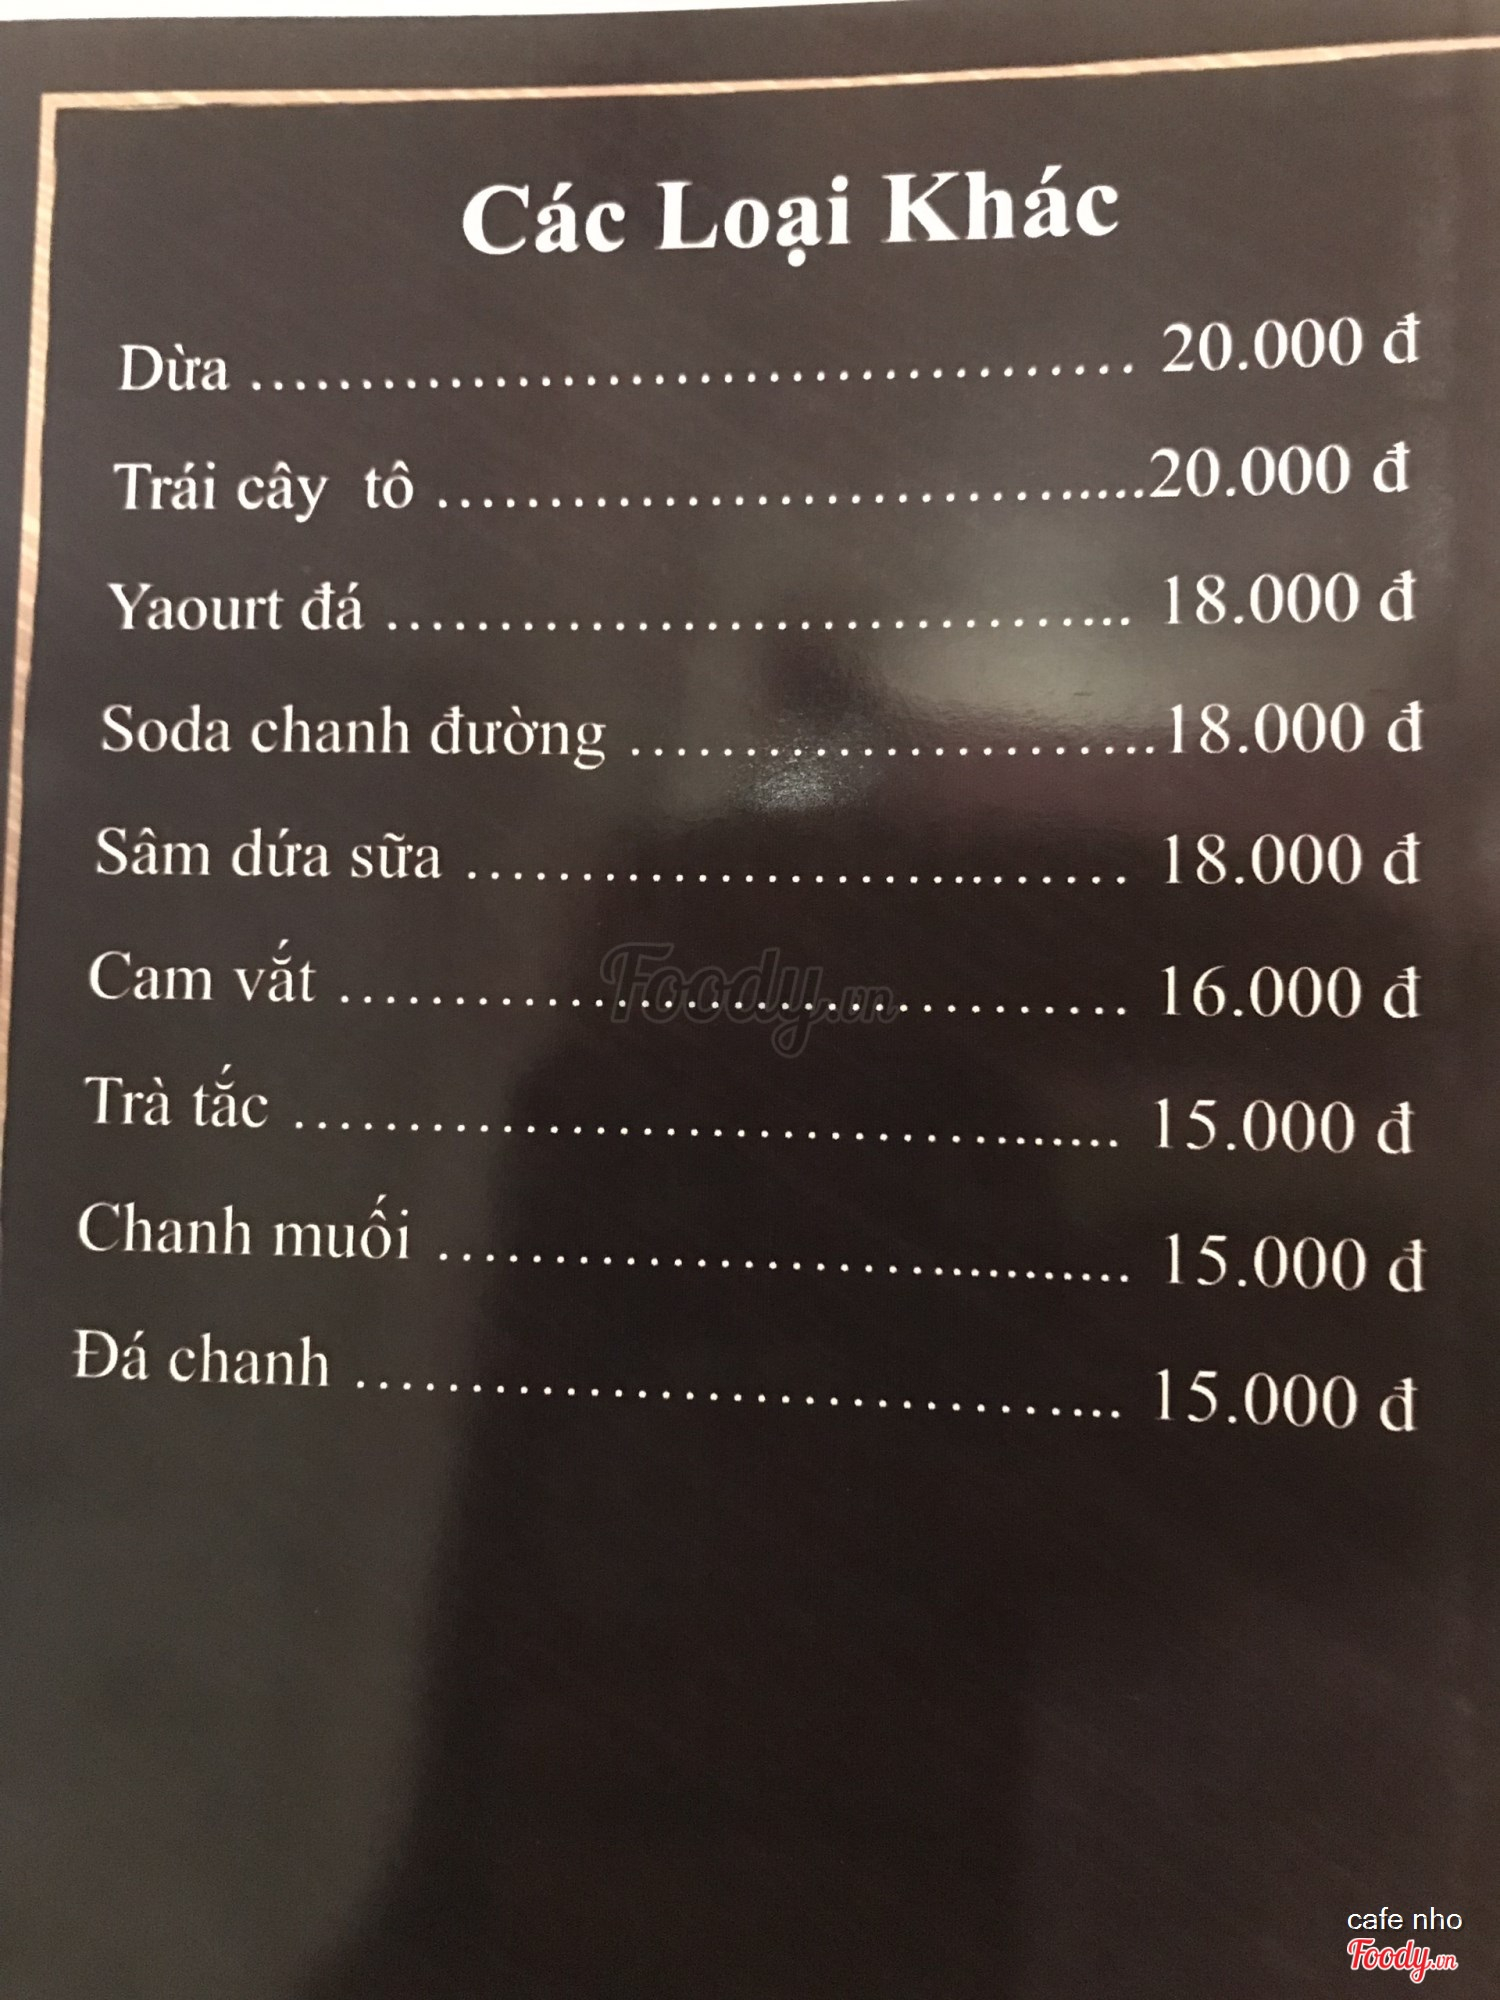 Các Loại Khác
Dừa ........................................ 20.000 đ
Trái cây tô ..................................20.000 đ
Yaourt đá .................................... 18.000 đ
Soda chanh đường .........................18.000 đ
Sâm dứa sữa ............................... 18.000 đ
Cam vắt ...................................... 16.000 đ
Trà tắc ........................................ 15.000 đ
Chanh muối ................................. 15.000 đ
Đá chanh ..................................... 15.000 đ
Foody.vn
cafe nho
Foody.vn